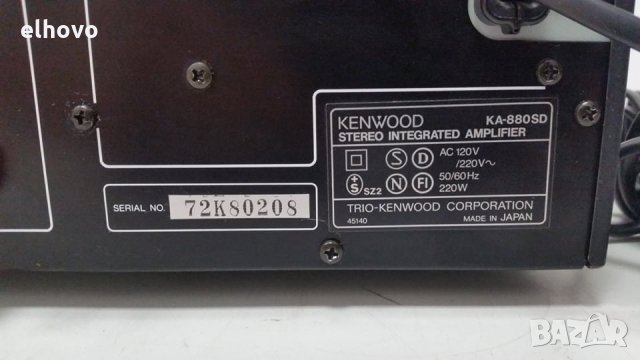 elhovo
KENWOOD KA-880SD
STEREO INTEGRATED AMPLIFIER
S D AC 120V
/220V~
S SZ2 N FI 50/60Hz
220W
SERIAL NO. 72K80208
TRIO-KENWOOD CORPORATION
45140 MADE IN JAPAN
BAZAR